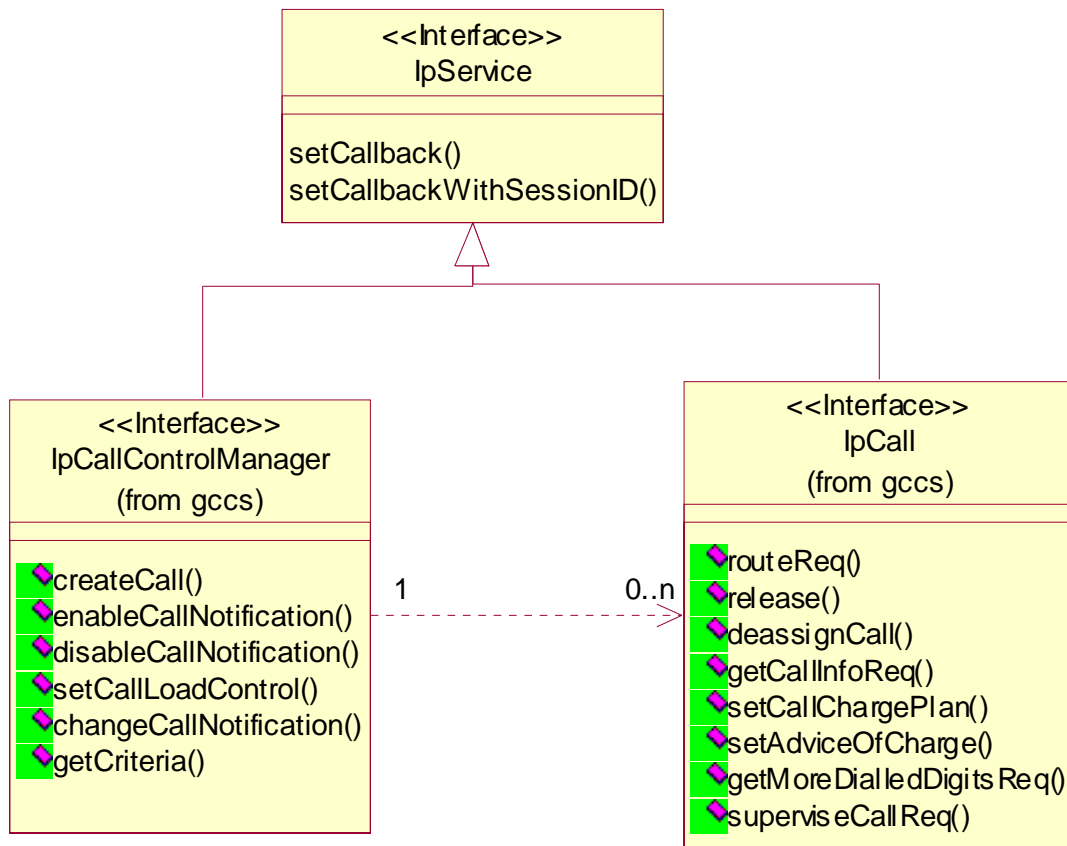 <<Interface>>
IpService
setCallback()
setCallbackWithSessionID()
<<Interface>>
IpCallControlManager
(from gccs)
createCall()
enableCallNotification()
disableCallNotification()
setCallLoadControl()
changeCallNotification()
getCriteria()
1
0..n
<<Interface>>
IpCall
(from gccs)
routeReq()
release()
deassignCall()
getCallInfoReq()
setCallChargePlan()
setAdviceOfCharge()
getMoreDialledDigitsReq()
superviseCallReq()